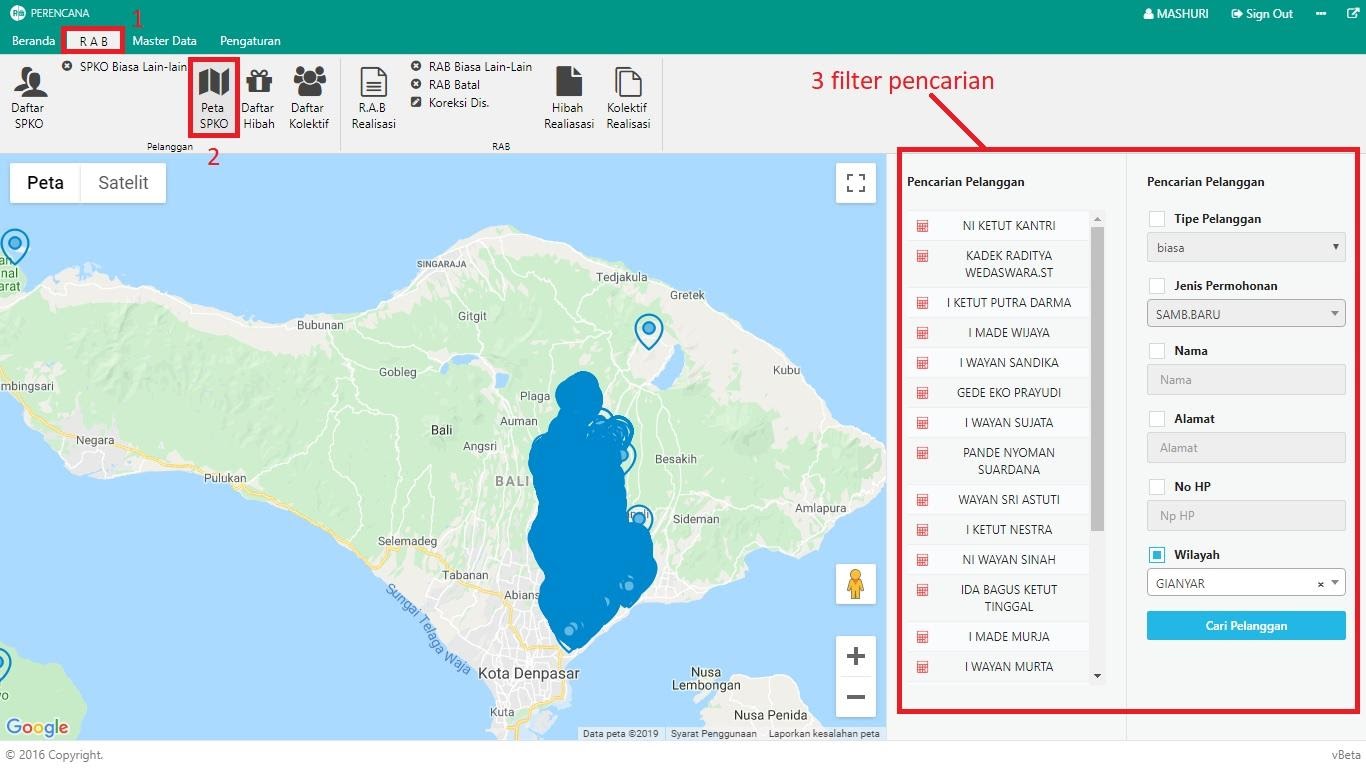 PERENCANA
MASHURI
Sign Out
1
Beranda
R A B
Master Data
Pengaturan
SPKO Biasa Lain-lain
Daftar
SPKO
Peta
SPKO
Daftar
Hibah
Daftar
Kolektif
Pelanggan
2
R.A.B
Realisasi
RAB Biasa Lain-Lain
RAB Batal
Koreksi Dis.
Hibah
Realiasasi
Kolektif
Realisasi
RAB
3 filter pencarian
Peta
Satelit
SINGARAJA
Tedjakula
Gretek
Gitgit
Bubunan
Kubu
Gobleg
mbingsari
Plaga
Auman
Bali
Angsri
Negara
Besakih
Pulukan
BALI
Amlapura
Sideman
Selemadeg
Tabanan
Abians
Sungai Telaga Waja
Kota Denpasar
Nusa
Lembongan
Kuta
Nusa Penida
Google
Data peta ©2019
Syarat Penggunaan
Laporkan kesalahan peta
Pencarian Pelanggan
NI KETUT KANTRI
KADEK RADITYA
WEDASWARA.ST
I KETUT PUTRA DARMA
I MADE WIJAYA
I WAYAN SANDIKA
GEDE EKO PRAYUDI
I WAYAN SUJATA
PANDE NYOMAN
SUARDANA
WAYAN SRI ASTUTI
I KETUT NESTRA
NI WAYAN SINAH
IDA BAGUS KETUT
TINGGAL
I MADE MURJA
I WAYAN MURTA
Pencarian Pelanggan
Tipe Pelanggan
biasa
Jenis Permohonan
SAMB.BARU
Nama
Nama
Alamat
Alamat
No HP
Np HP
Wilayah
GIANYAR
×
Cari Pelanggan
© 2016 Copyright.
vBeta